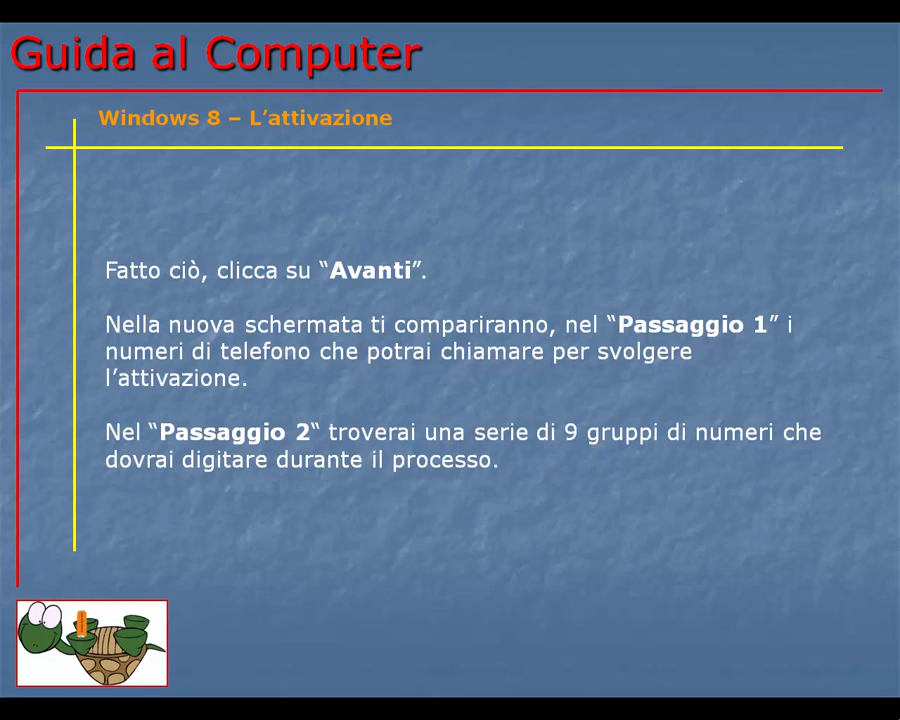 Guida al Computer
Windows 8 – L’attivazione
Fatto ciò, clicca su “Avanti”.
Nella nuova schermata ti compariranno, nel “Passaggio 1” i
numeri di telefono che potrai chiamare per svolgere
l’attivazione.
Nel “Passaggio 2“ troverai una serie di 9 gruppi di numeri che
dovrai digitare durante il processo.